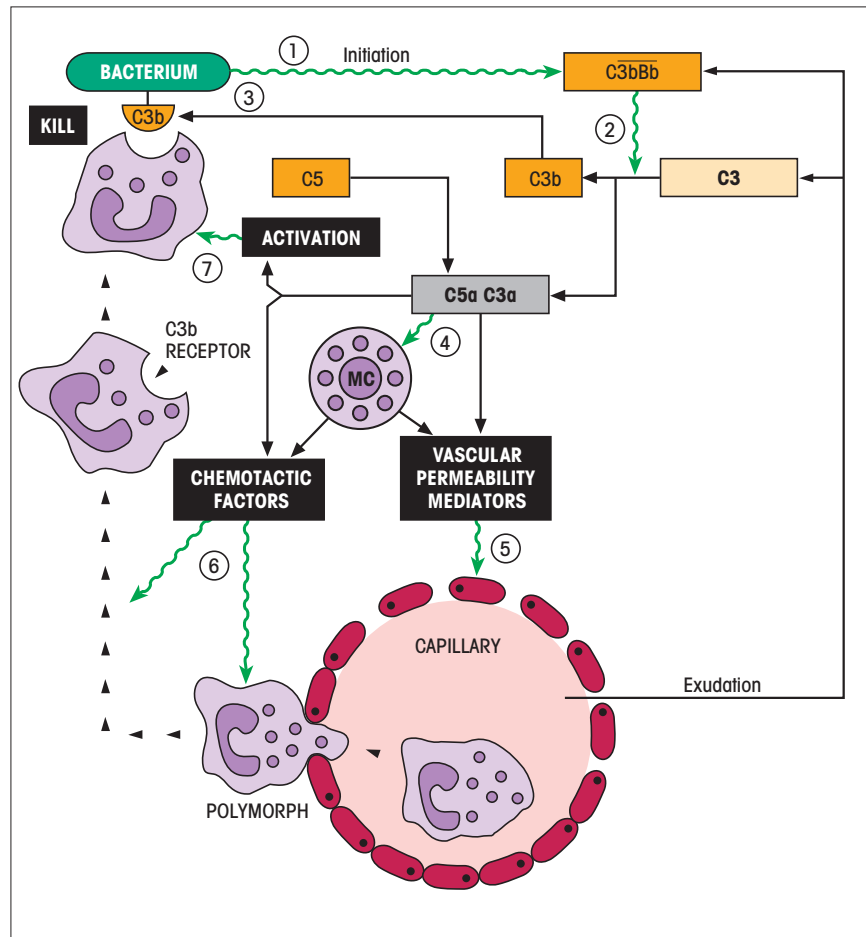 ① Initiation
BACTERIUM
C3bBb
③
C3b
②
KILL
C5
C3b
C3
ACTIVATION
⑦
C5a C3a
C3b
RECEPTOR
④
MC
CHEMOTACTIC
FACTORS
VASCULAR
PERMEABILITY
MEDIATORS
⑥
⑤
CAPILLARY
Exudation
POLYMORPH